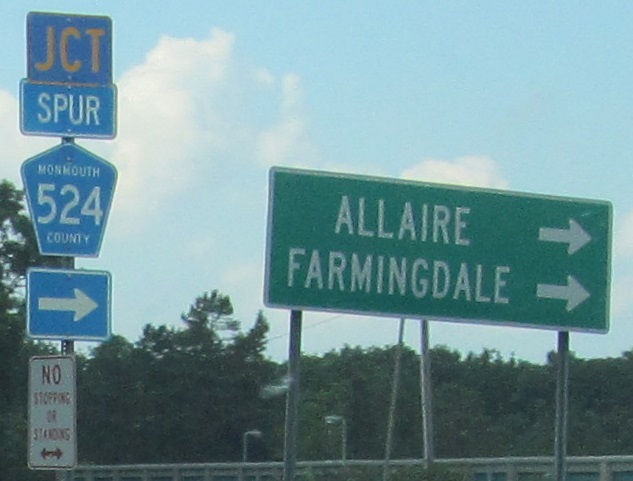 JCT
SPUR
MONMOUTH
524
COUNTY
NO
STOPPING
OR
STANDING
ALLAIRE
FARMINGDALE